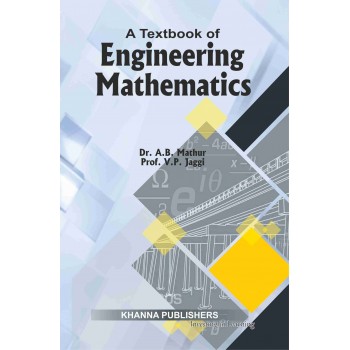 A Textbook of
Engineering
Mathematics
Dr. A.B. Mathur
Prof. V.P. Jaggi
KHANNA PUBLISHERS